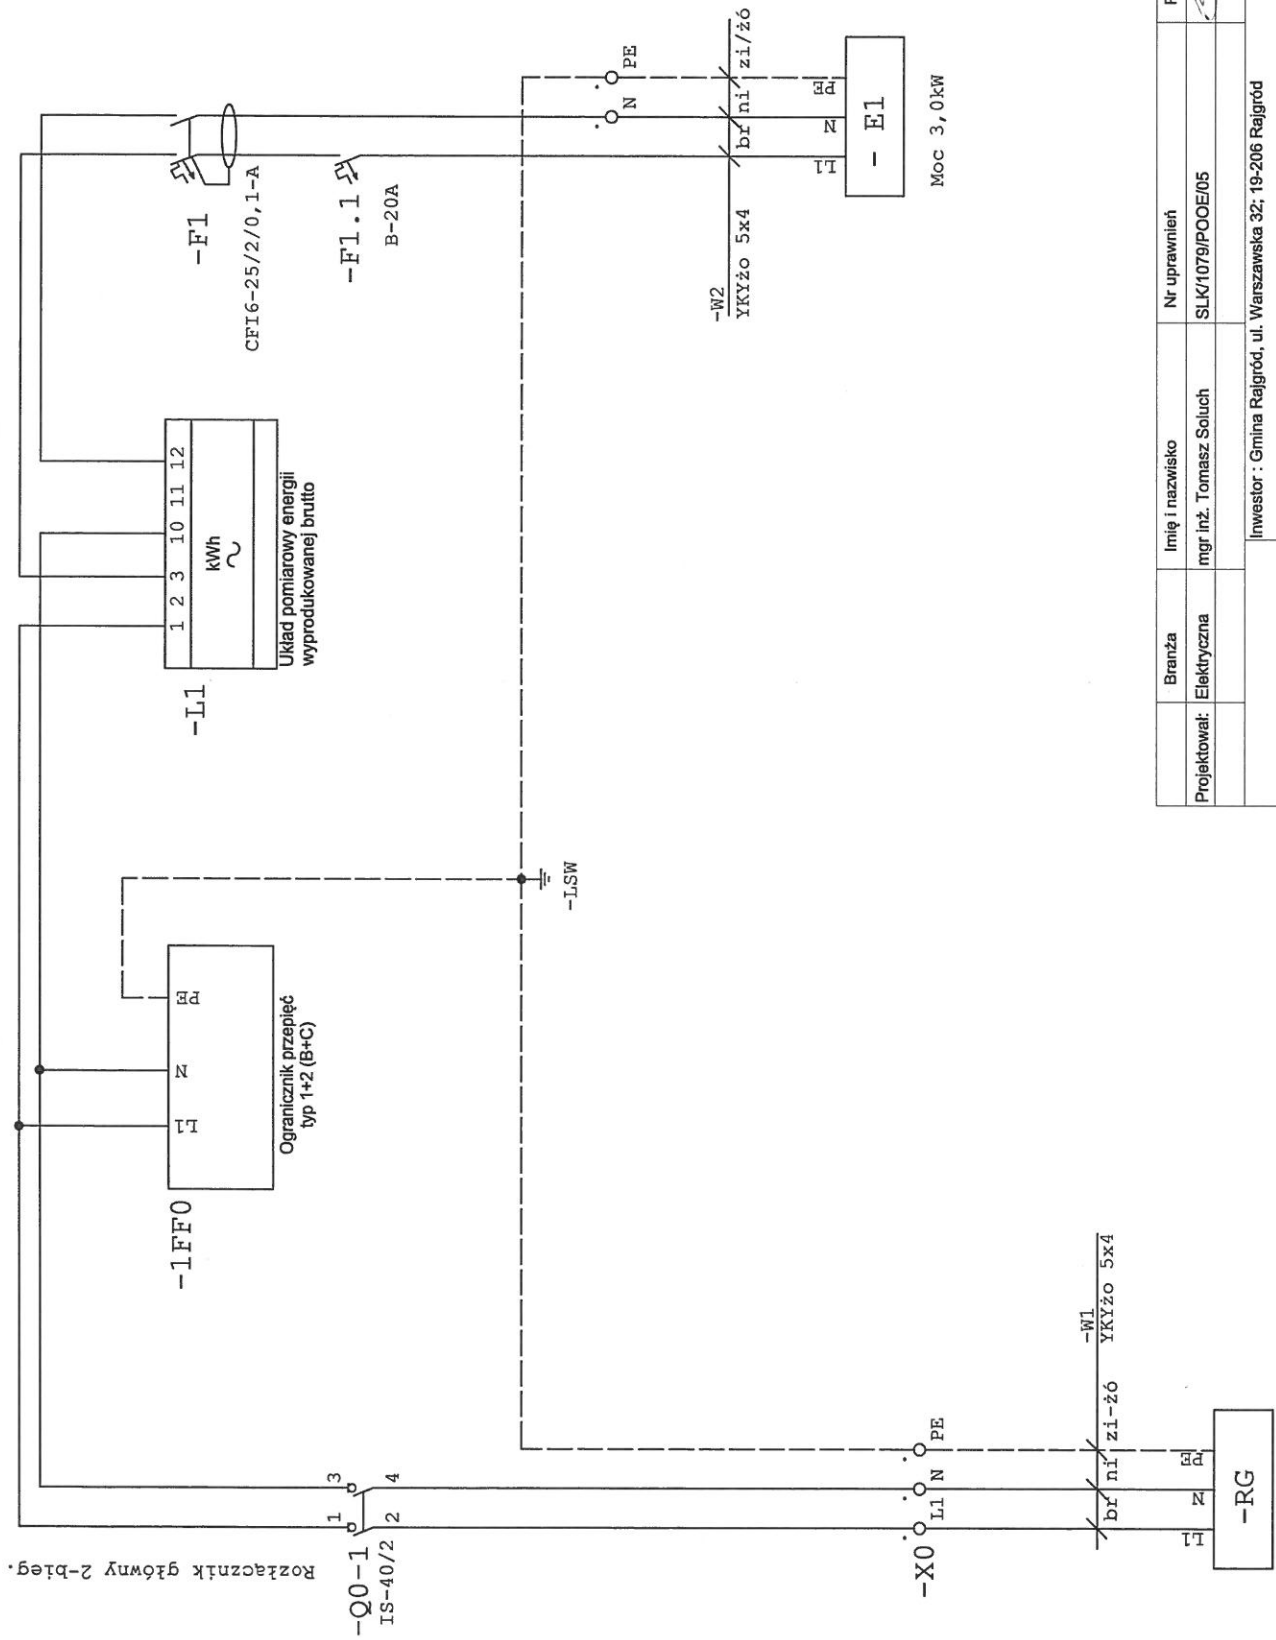 Rozłącznik główny 2-bieg.
-Q0-1
IS-40/2
1
3
2
4
-X0
L1
N
PE
br
ni
zi-żó
-W1
YKYżo 5x4
L1
N
PE
-RG
-1FF0
L1
N
PE
Ogranicznik przepięć
typ 1+2 (B+C)
-LSW
-L1
1 2 3 10 11 12
kWh
Układ pomiarowy energii
wyprodukowanej brutto
-F1
CFI6-25/2/0,1-A
-F1.1
B-20A
N
PE
-W2
YKYżo 5x4
br
ni
zi/żó
L1
N
PE
- E1
Moc 3,0kW
Branża
Imię i nazwisko
Nr uprawnień
Projektował:
Elektryczna
mgr inż. Tomasz Soluch
SLK/1079/POOE/05
Inwestor : Gmina Rajgród, ul. Warszawska 32; 19-206 Rajgród